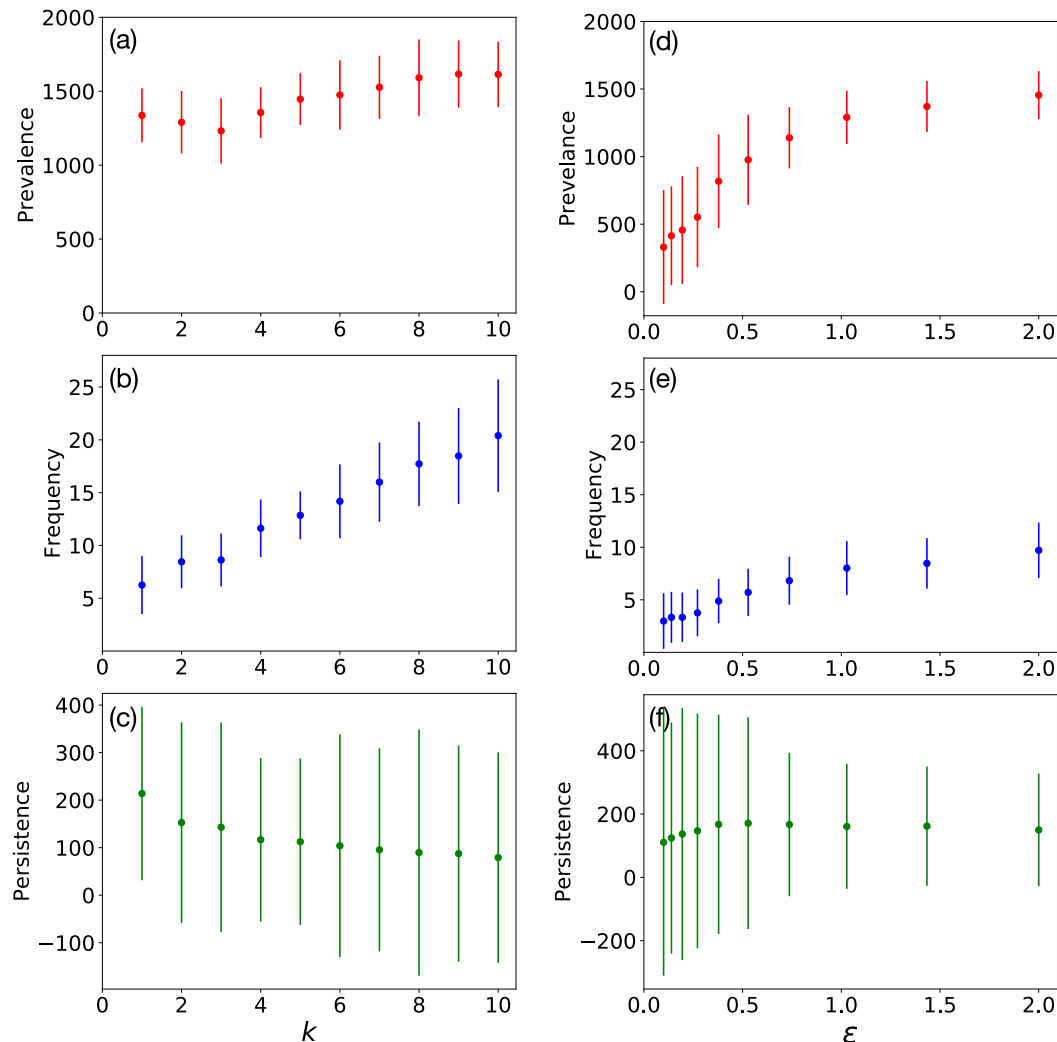 (a)
Prevalence
2000
1500
1000
500
0
0 2 4 6 8 10
(b)
Frequency
25
20
15
10
5
0 2 4 6 8 10
(c)
Persistence
400
300
200
100
0
−100
0 2 4 6 8 10
k
(d)
Prevelance
2000
1500
1000
500
0
0.0 0.5 1.0 1.5 2.0
(e)
Frequency
25
20
15
10
5
0.0 0.5 1.0 1.5 2.0
(f)
Persistence
400
200
0
−200
0.0 0.5 1.0 1.5 2.0
ε